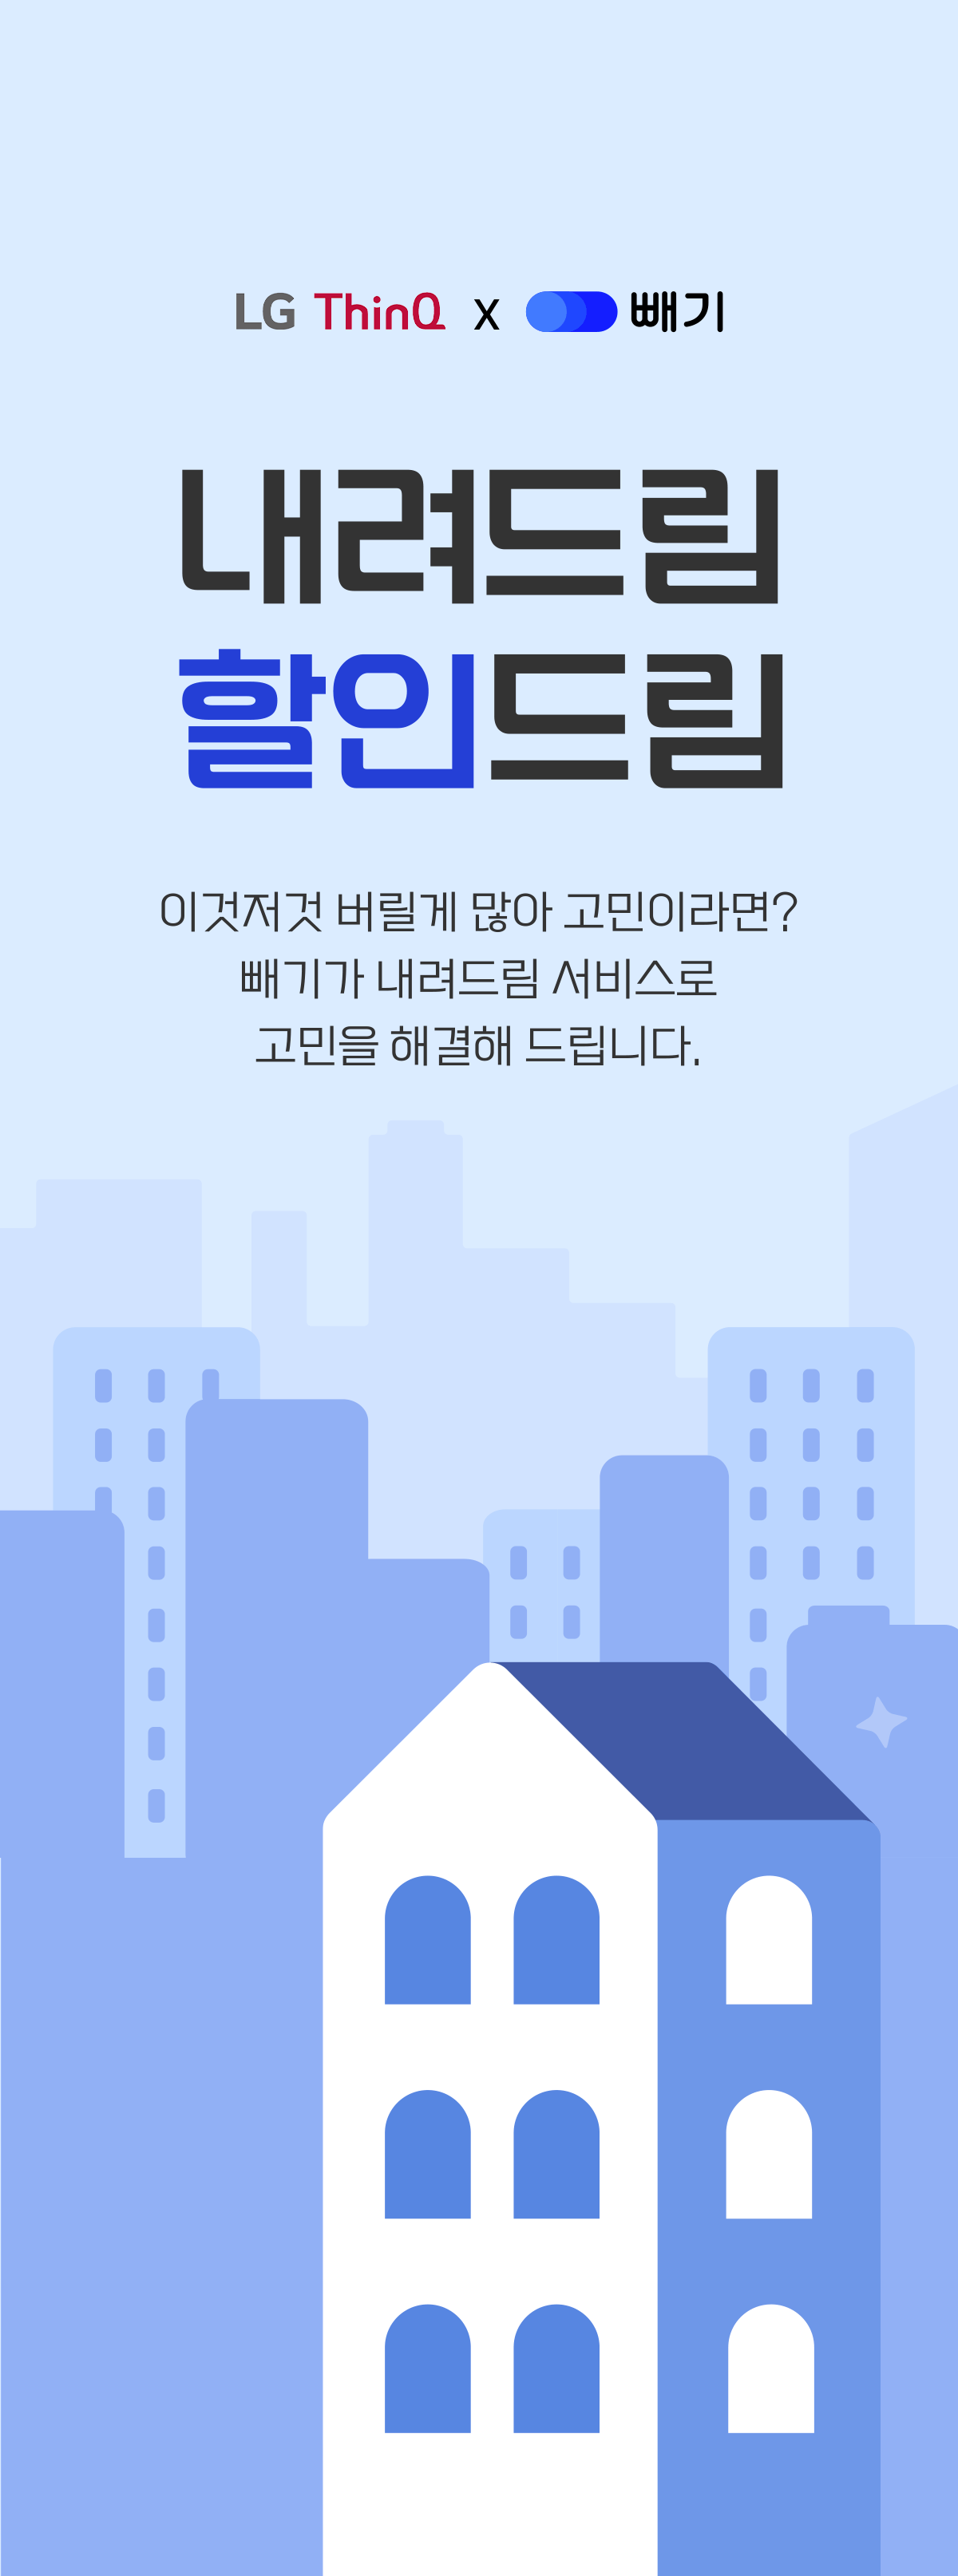 LG ThinQ x 빼기
내려드림
할인드림
이것저것 버릴게 많아 고민이라면?
빼기가 내려드림 서비스로
고민을 해결해 드립니다.